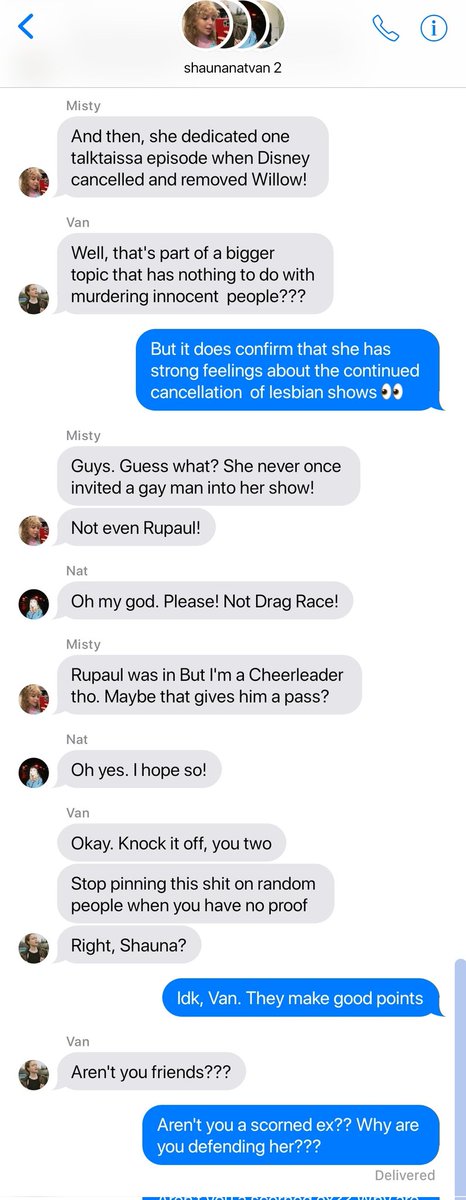 shaunanatvan 2
Misty
And then, she dedicated one
talktaissa episode when Disney
cancelled and removed Willow!
Van
Well, that's part of a bigger
topic that has nothing to do with
murdering innocent  people???
But it does confirm that she has
strong feelings about the continued
cancellation  of lesbian shows 👀
Misty
Guys. Guess what? She never once
invited a gay man into her show!
Not even Rupaul!
Nat
Oh my god. Please! Not Drag Race!
Misty
Rupaul was in But I'm a Cheerleader
tho. Maybe that gives him a pass?
Nat
Oh yes. I hope so!
Van
Okay. Knock it off, you two
Stop pinning this shit on random
people when you have no proof
Right, Shauna?
Idk, Van. They make good points
Van
Aren't you friends???
Aren't you a scorned ex?? Why are
you defending her???
Delivered